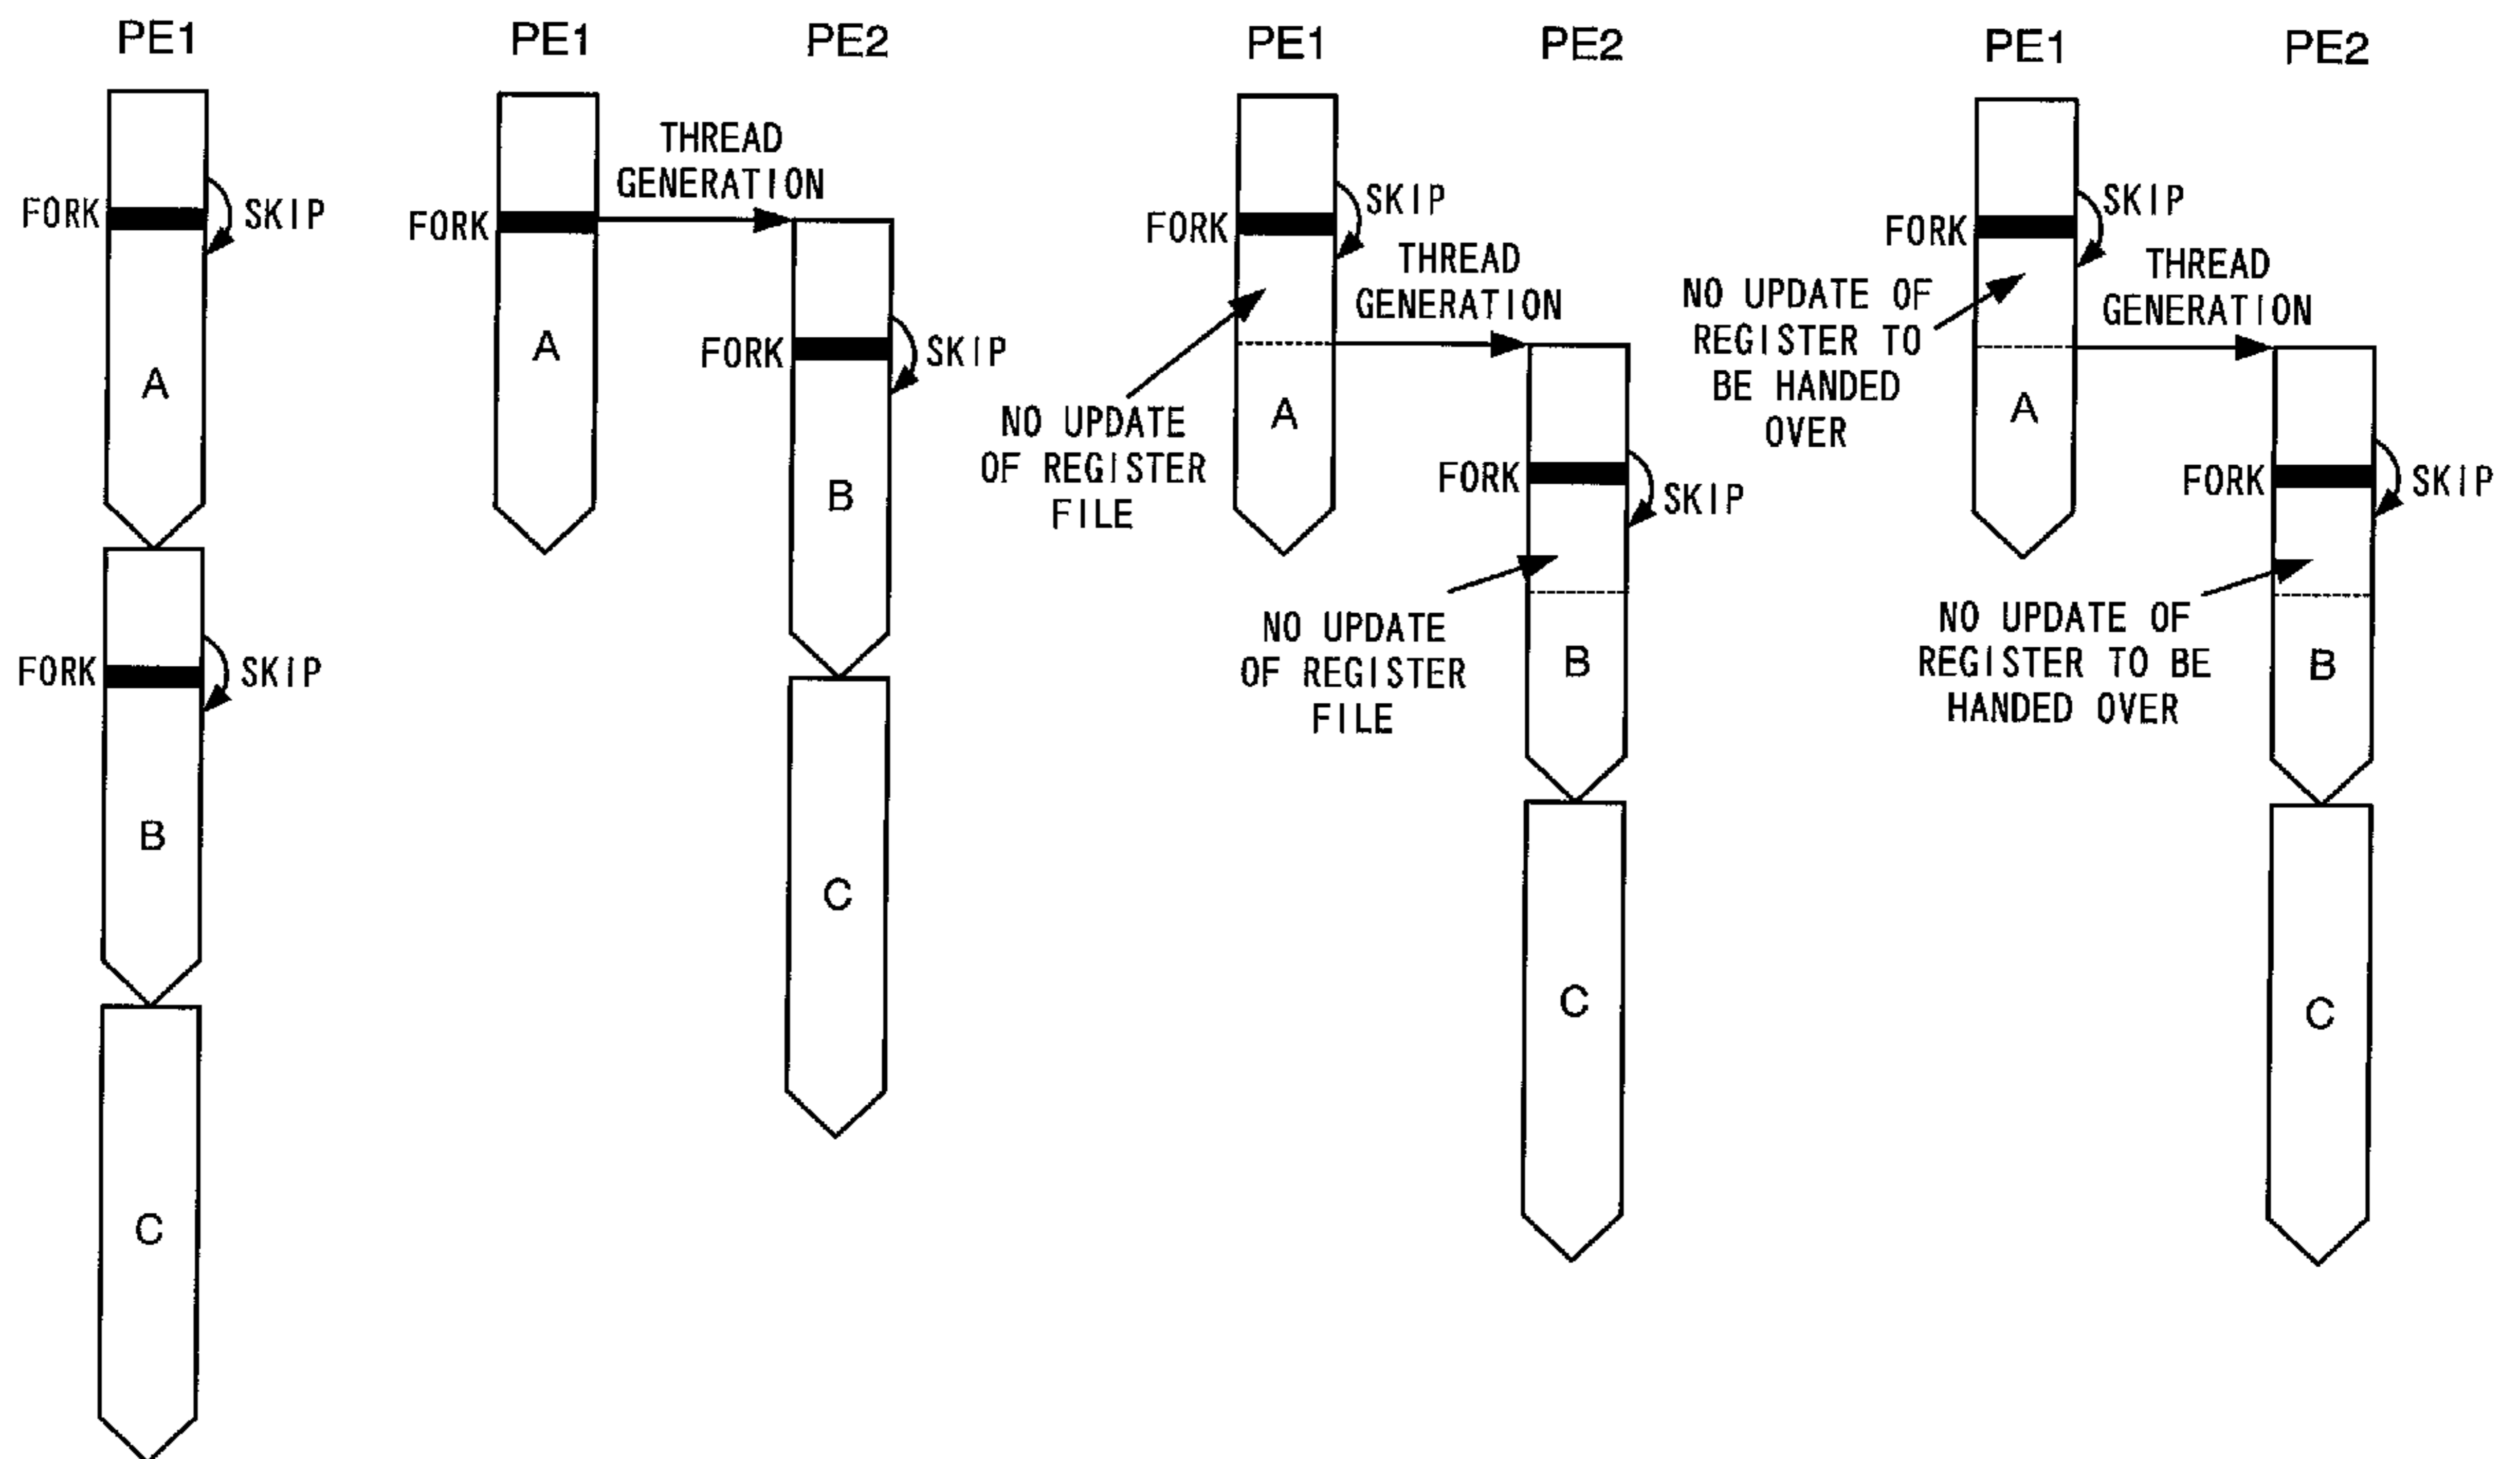 PE1
FORK
SKIP
A
FORK
SKIP
B
C
PE1
PE2
THREAD
GENERATION
FORK
A
FORK
SKIP
B
C
PE1
PE2
FORK
SKIP
THREAD
GENERATION
NO UPDATE
OF REGISTER
FILE
A
FORK
SKIP
NO UPDATE
OF REGISTER
FILE
B
C
PE1
PE2
FORK
SKIP
THREAD
GENERATION
NO UPDATE OF
REGISTER TO
BE HANDED
OVER
A
FORK
SKIP
NO UPDATE OF
REGISTER TO BE
HANDED OVER
B
C